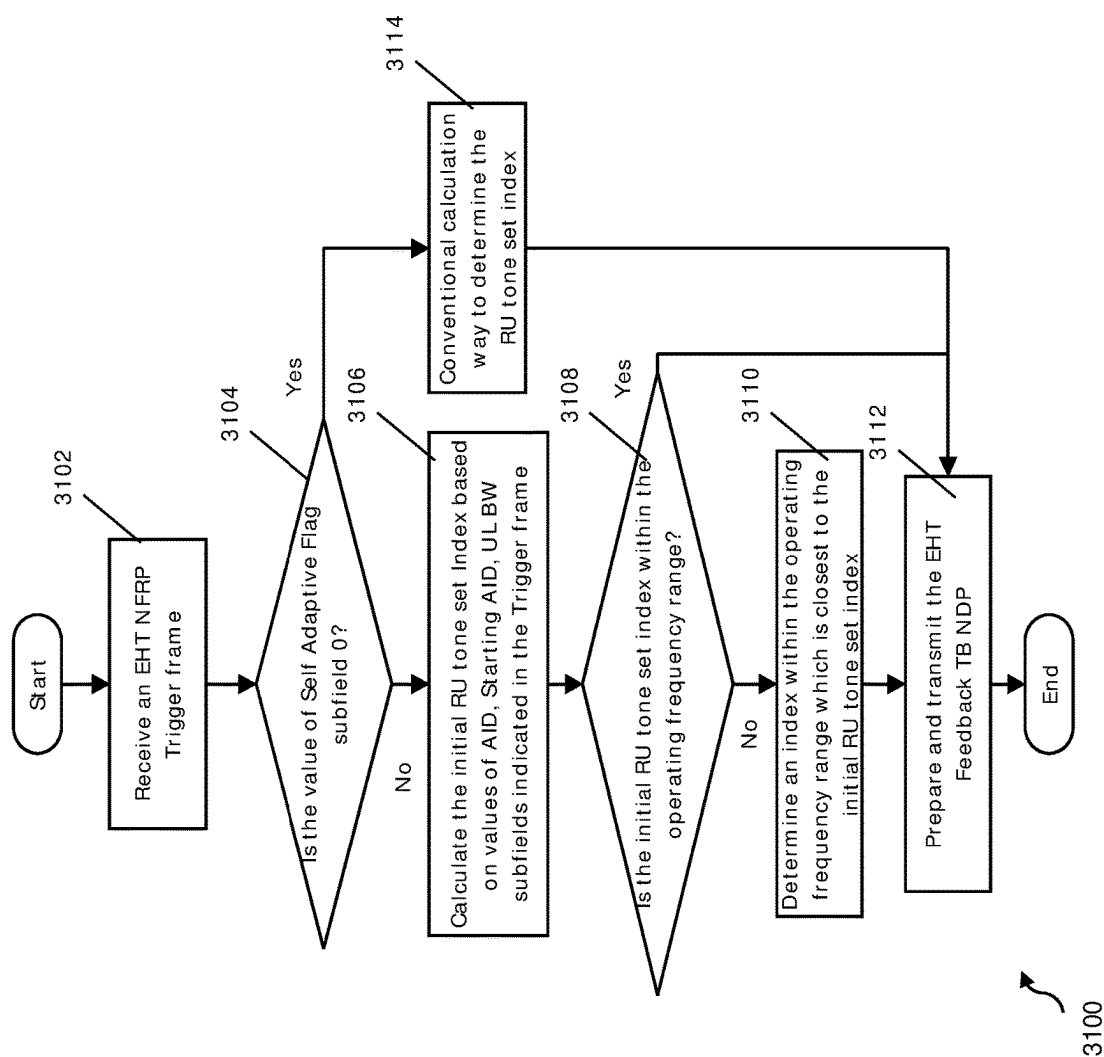 Start
3102
Receive an EHT NFRP
Trigger frame
3104
Is the value of Self Adaptive Flag
subfield 0?
Yes
No
3114
Conventional calculation
way to determine the
RU tone set index
3106
Calculate the initial RU tone set Index based
on values of AID, Starting AID, UL BW
subfields indicated in the Trigger frame
3108
Is the initial RU tone set index within the
operating frequency range?
Yes
No
3110
Determine an index within the operating
frequency range which is closest to the
initial RU tone set index
3112
Prepare and transmit the EHT
Feedback TB NDP
End
3100